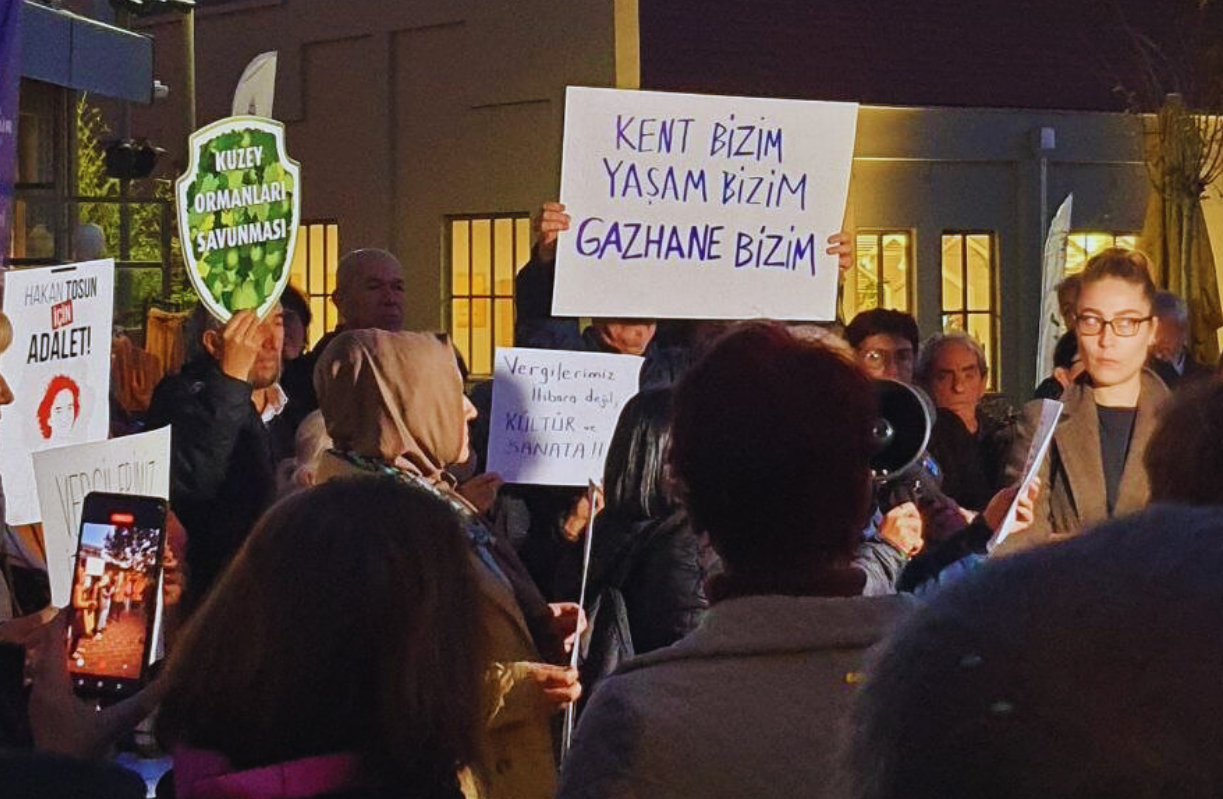 KUZEY
ORMANLARI
SAVUNMASI
KENT BİZİM
YAŞAM BİZİM
GAZHANE BİZİM
HAKAN TOSUN
İÇİN
ADALET!
Vergilerimiz
Hibara değil,
KÜLTÜR ve
SANATA!!
VERGİLERİMİZ